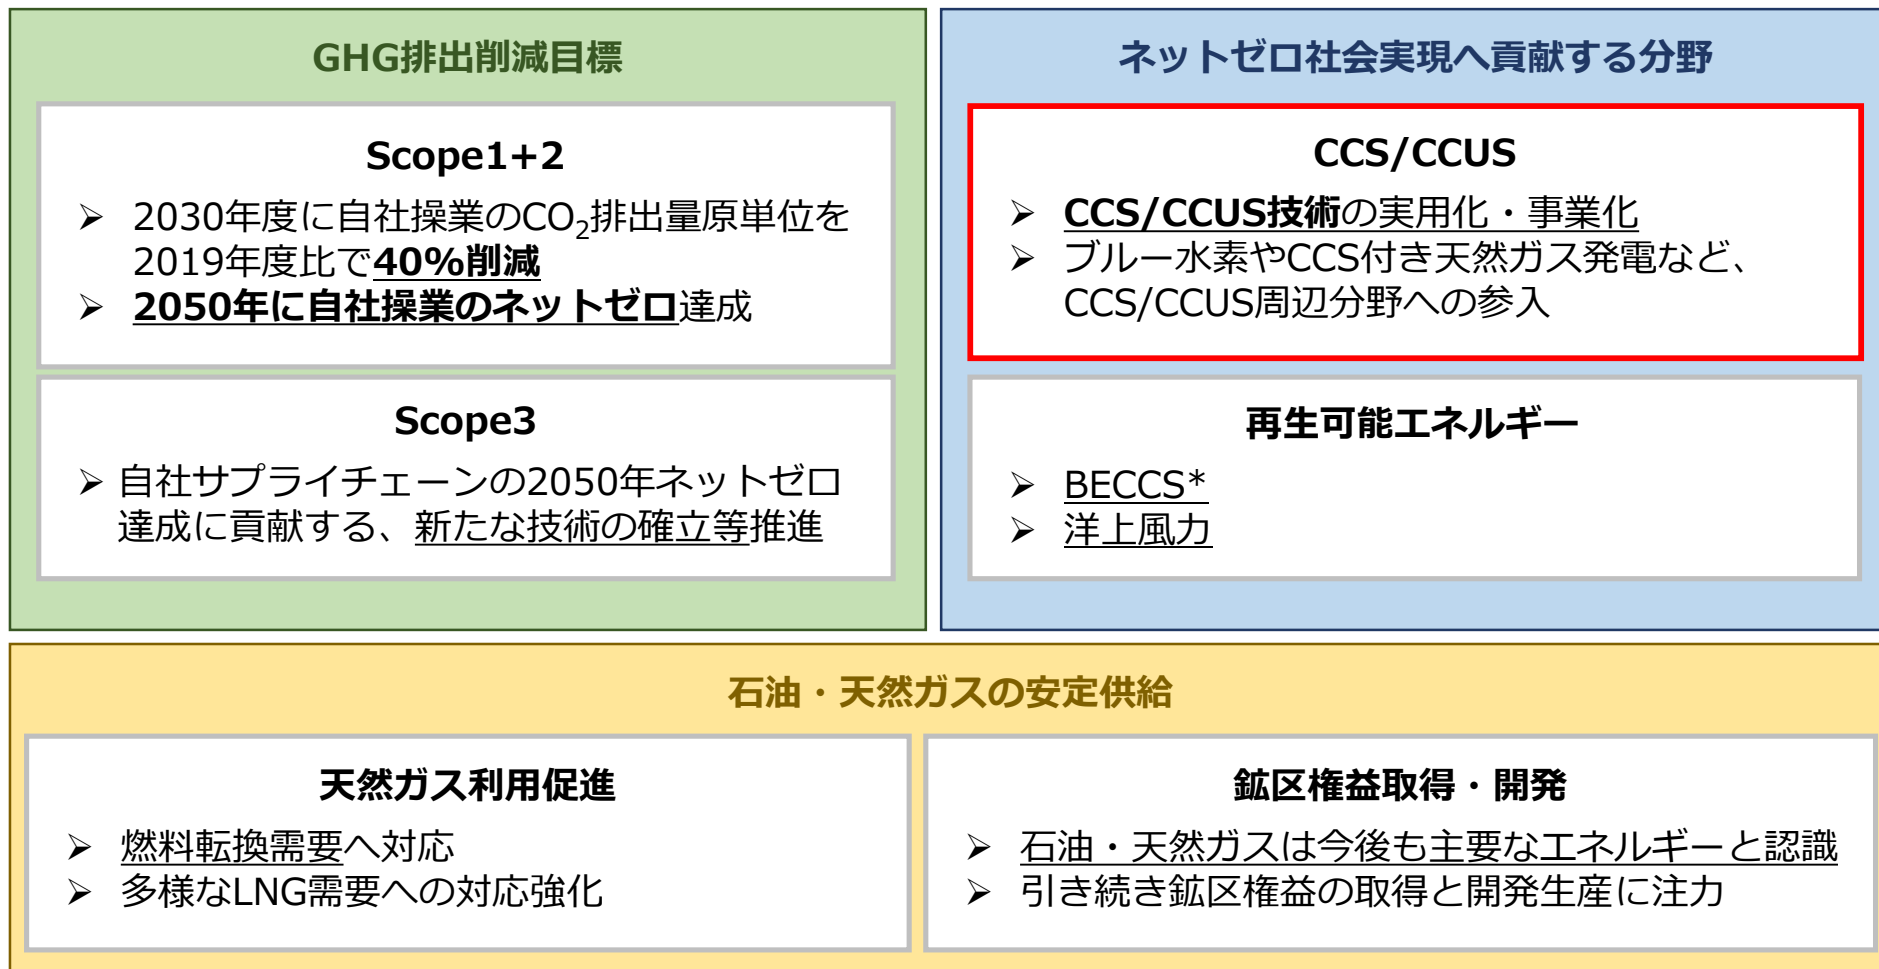 GHG排出削減目標
Scope1+2
➢ 2030年度に自社操業のCO₂排出量原単位を
2019年度比で40%削減
➢ 2050年に自社操業のネットゼロ達成
Scope3
➢ 自社サプライチェーンの2050年ネットゼロ
達成に貢献する、新たな技術の確立等推進
ネットゼロ社会実現へ貢献する分野
CCS/CCUS
➢ CCS/CCUS技術の実用化・事業化
➢ ブルー水素やCCS付き天然ガス発電など、
CCS/CCUS周辺分野への参入
再生可能エネルギー
➢ BECCS*
➢ 洋上風力
石油・天然ガスの安定供給
天然ガス利用促進
➢ 燃料転換需要へ対応
➢ 多様なLNG需要への対応強化
鉱区権益取得・開発
➢ 石油・天然ガスは今後も主要なエネルギーと認識
➢ 引き続き鉱区権益の取得と開発生産に注力